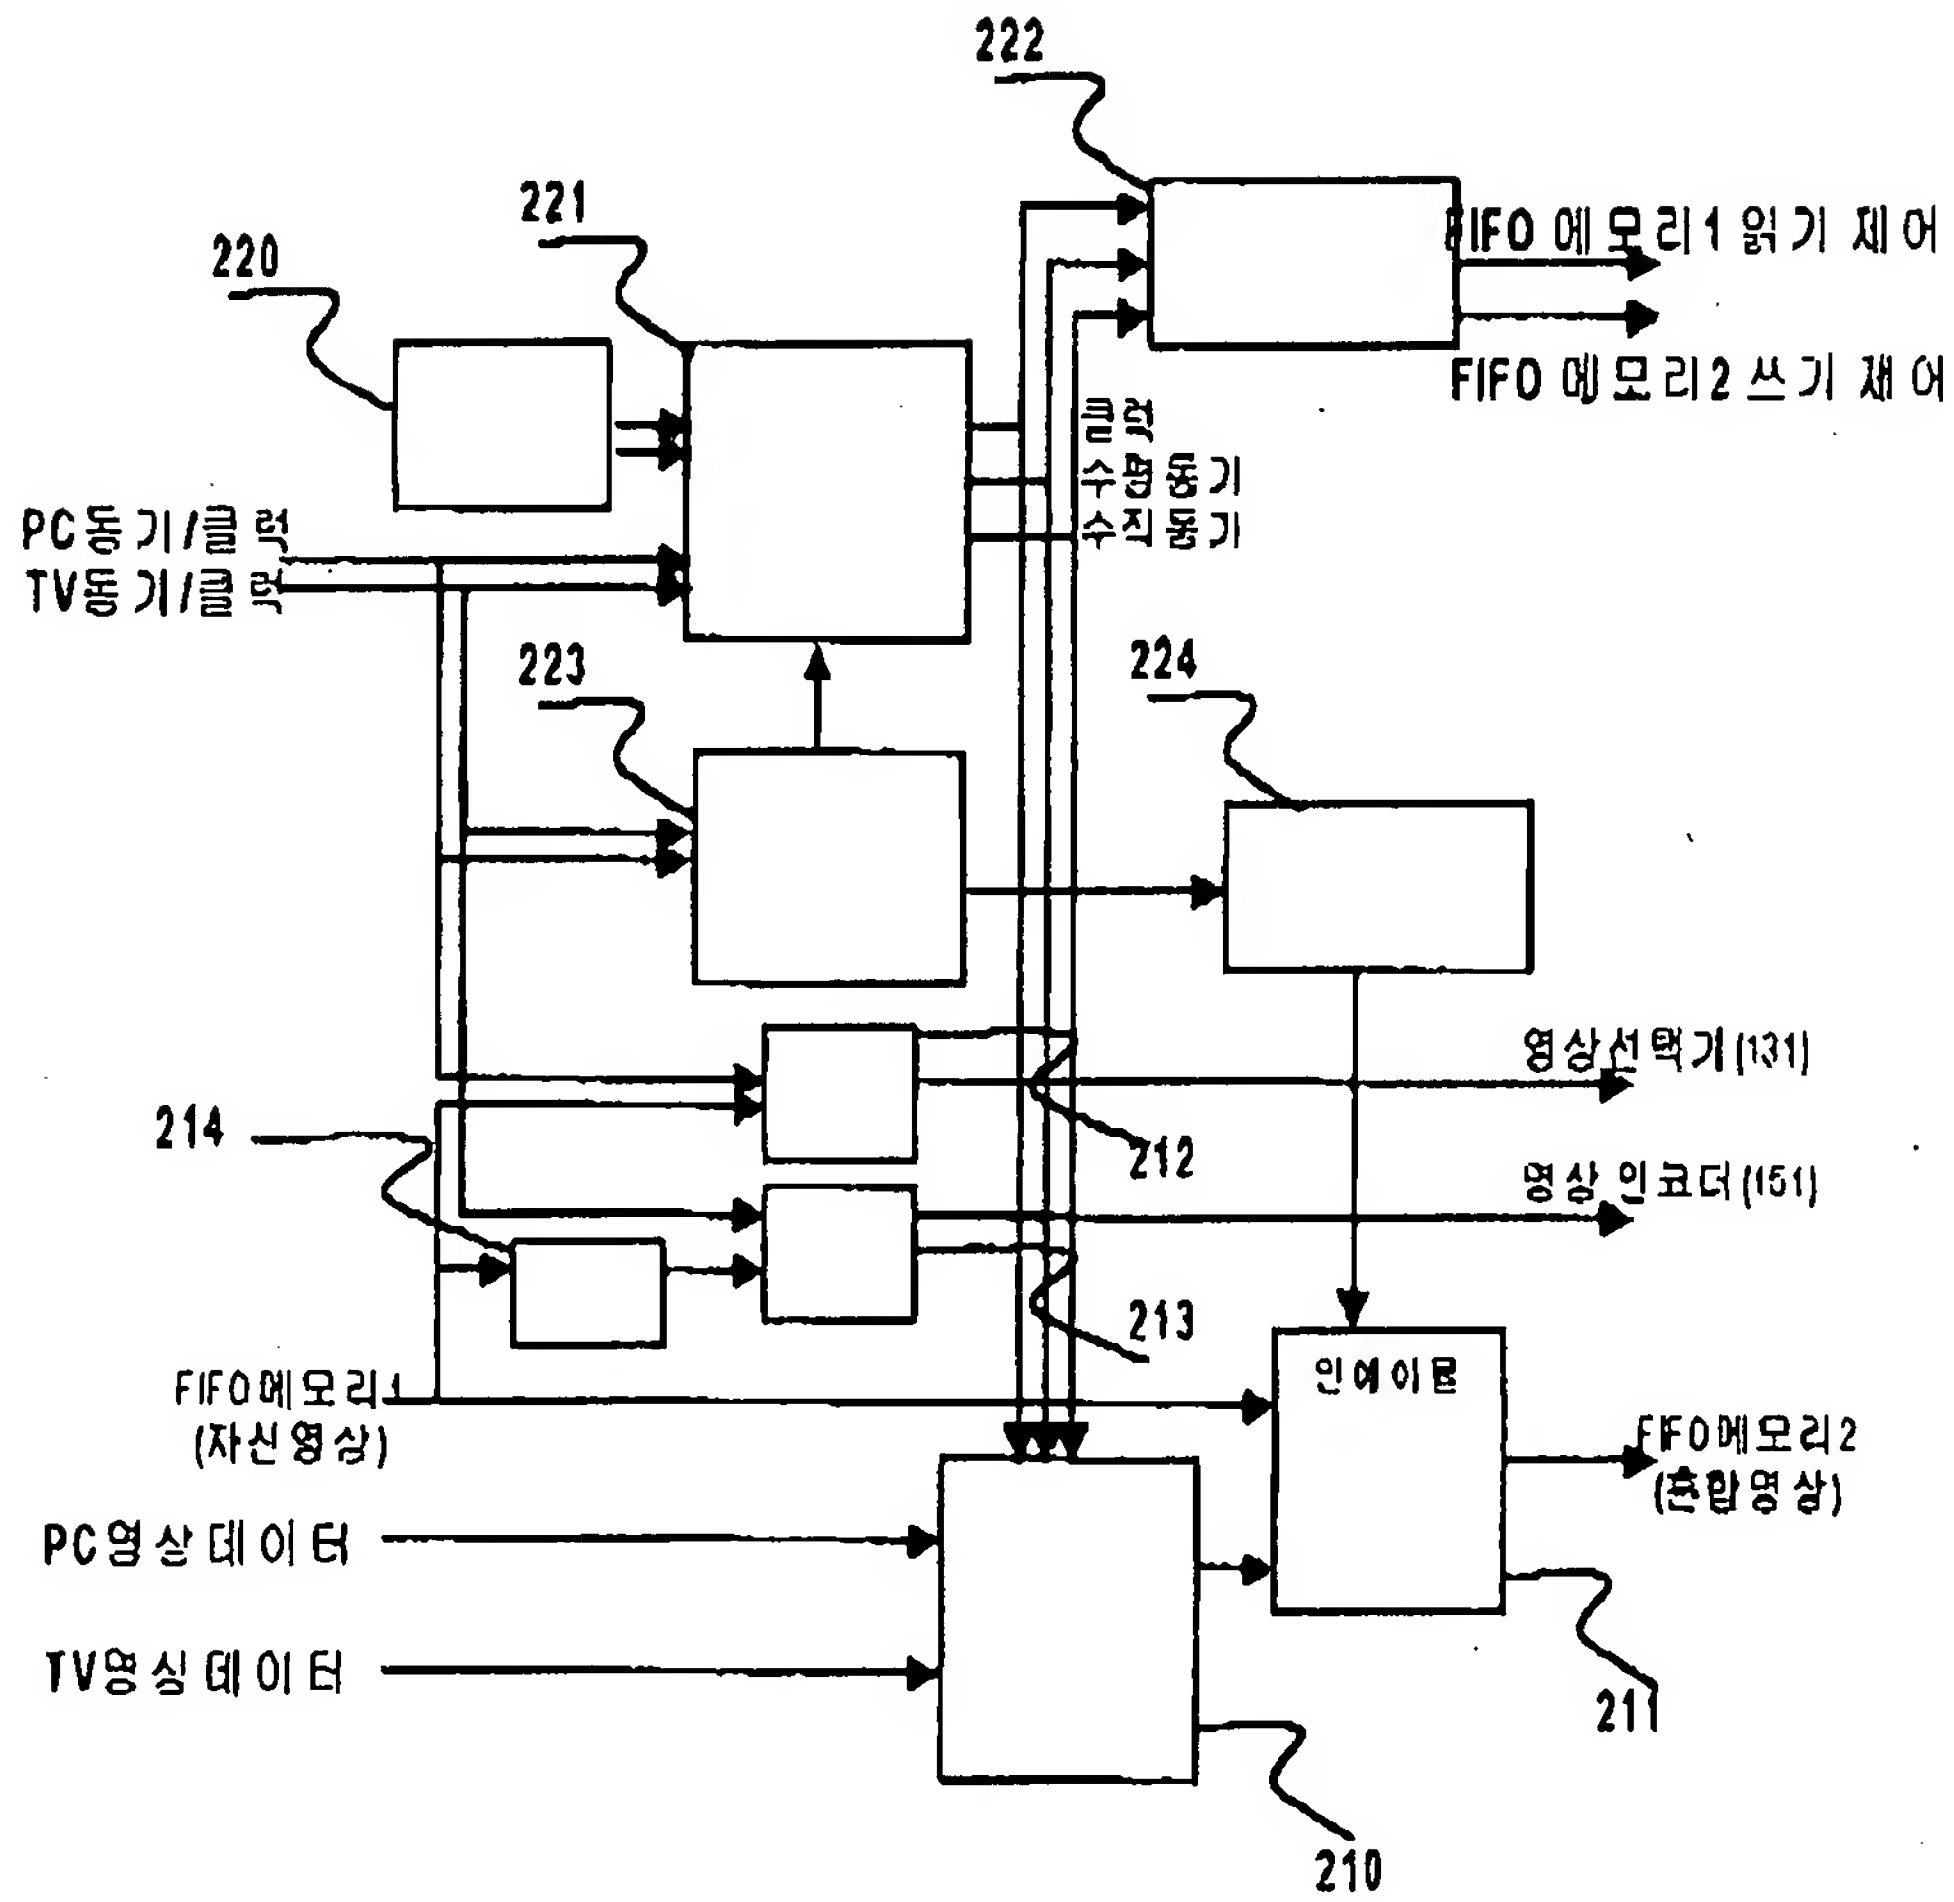 222
221
FIFO 메모리1 읽기 제어
220
FIFO 메모리2 쓰기 제어
클럭
수평동기
PC동기/클럭
수직동기
TV동기/클럭
223
224
영상선택기(131)
214
212
영상 인코더(151)
213
인에이블
FIFO메모리1
(자신영상)
FIFO메모리2
(혼합영상)
PC영상데이터
TV영상데이터
211
210